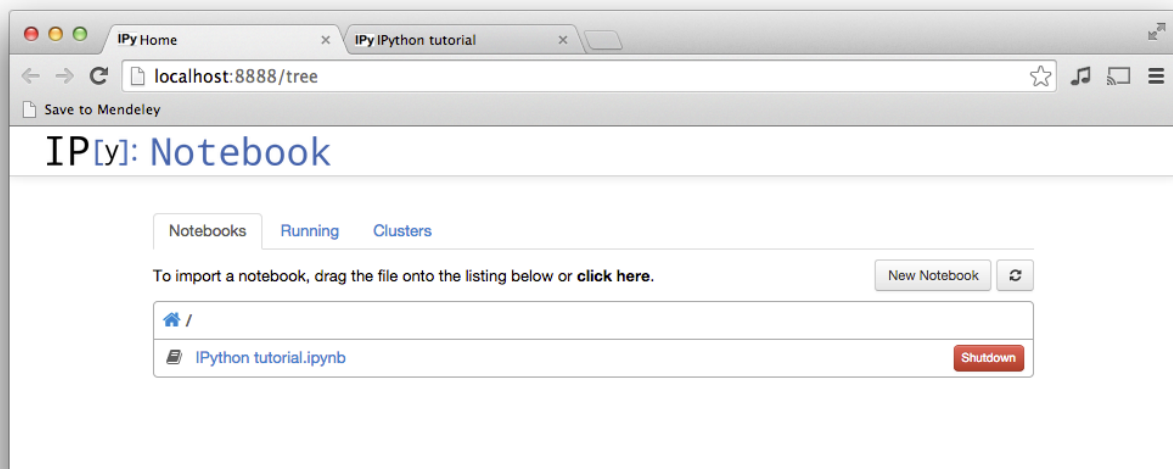 IPy Home IPy IPython tutorial
localhost:8888/tree
Save to Mendeley
IP[y]: Notebook
Notebooks Running Clusters
To import a notebook, drag the file onto the listing below or click here. New Notebook
/
IPython tutorial.ipynb Shutdown